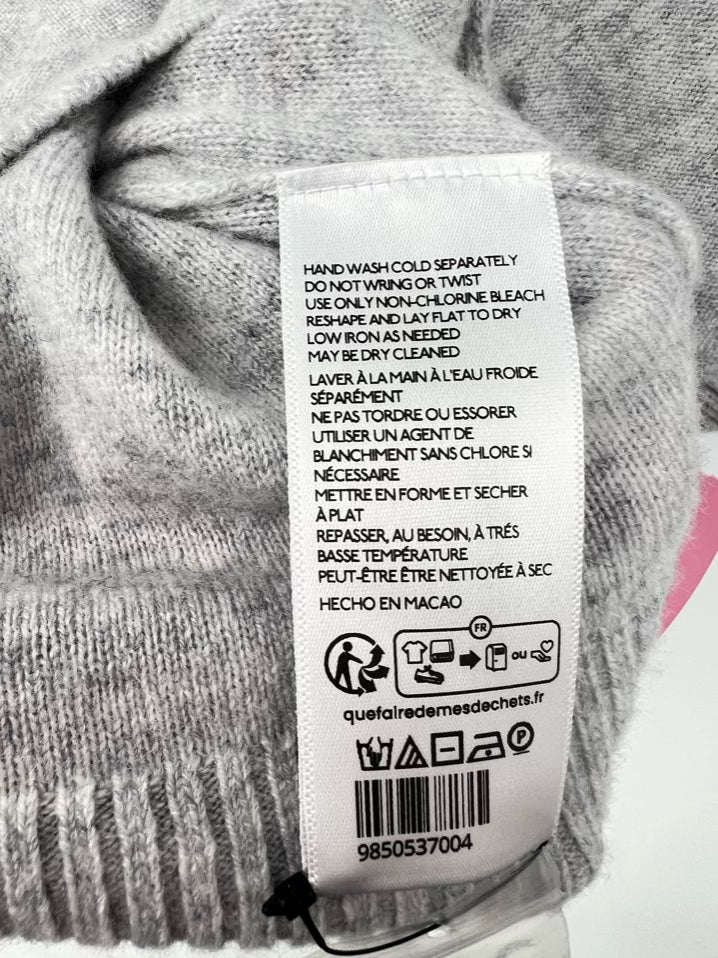 HAND WASH COLD SEPARATELY
DO NOT WRING OR TWIST
USE ONLY NON-CHLORINE BLEACH
RESHAPE AND LAY FLAT TO DRY
LOW IRON AS NEEDED
MAY BE DRY CLEANED
LAVER À LA MAIN À L'EAU FROIDE
SÉPARÉMENT
NE PAS TORDRE OU ESSORER
UTILISER UN AGENT DE
BLANCHIMENT SANS CHLORE SI
NÉCESSAIRE
METTRE EN FORME ET SECHER
À PLAT
REPASSER, AU BESOIN, À TRÉS
BASSE TEMPÉRATURE
PEUT-ÊTRE ÊTRE NETTOYÉE À SEC
HECHO EN MACAO
FR
OU
quefairedemesdechets.fr
P
9850537004